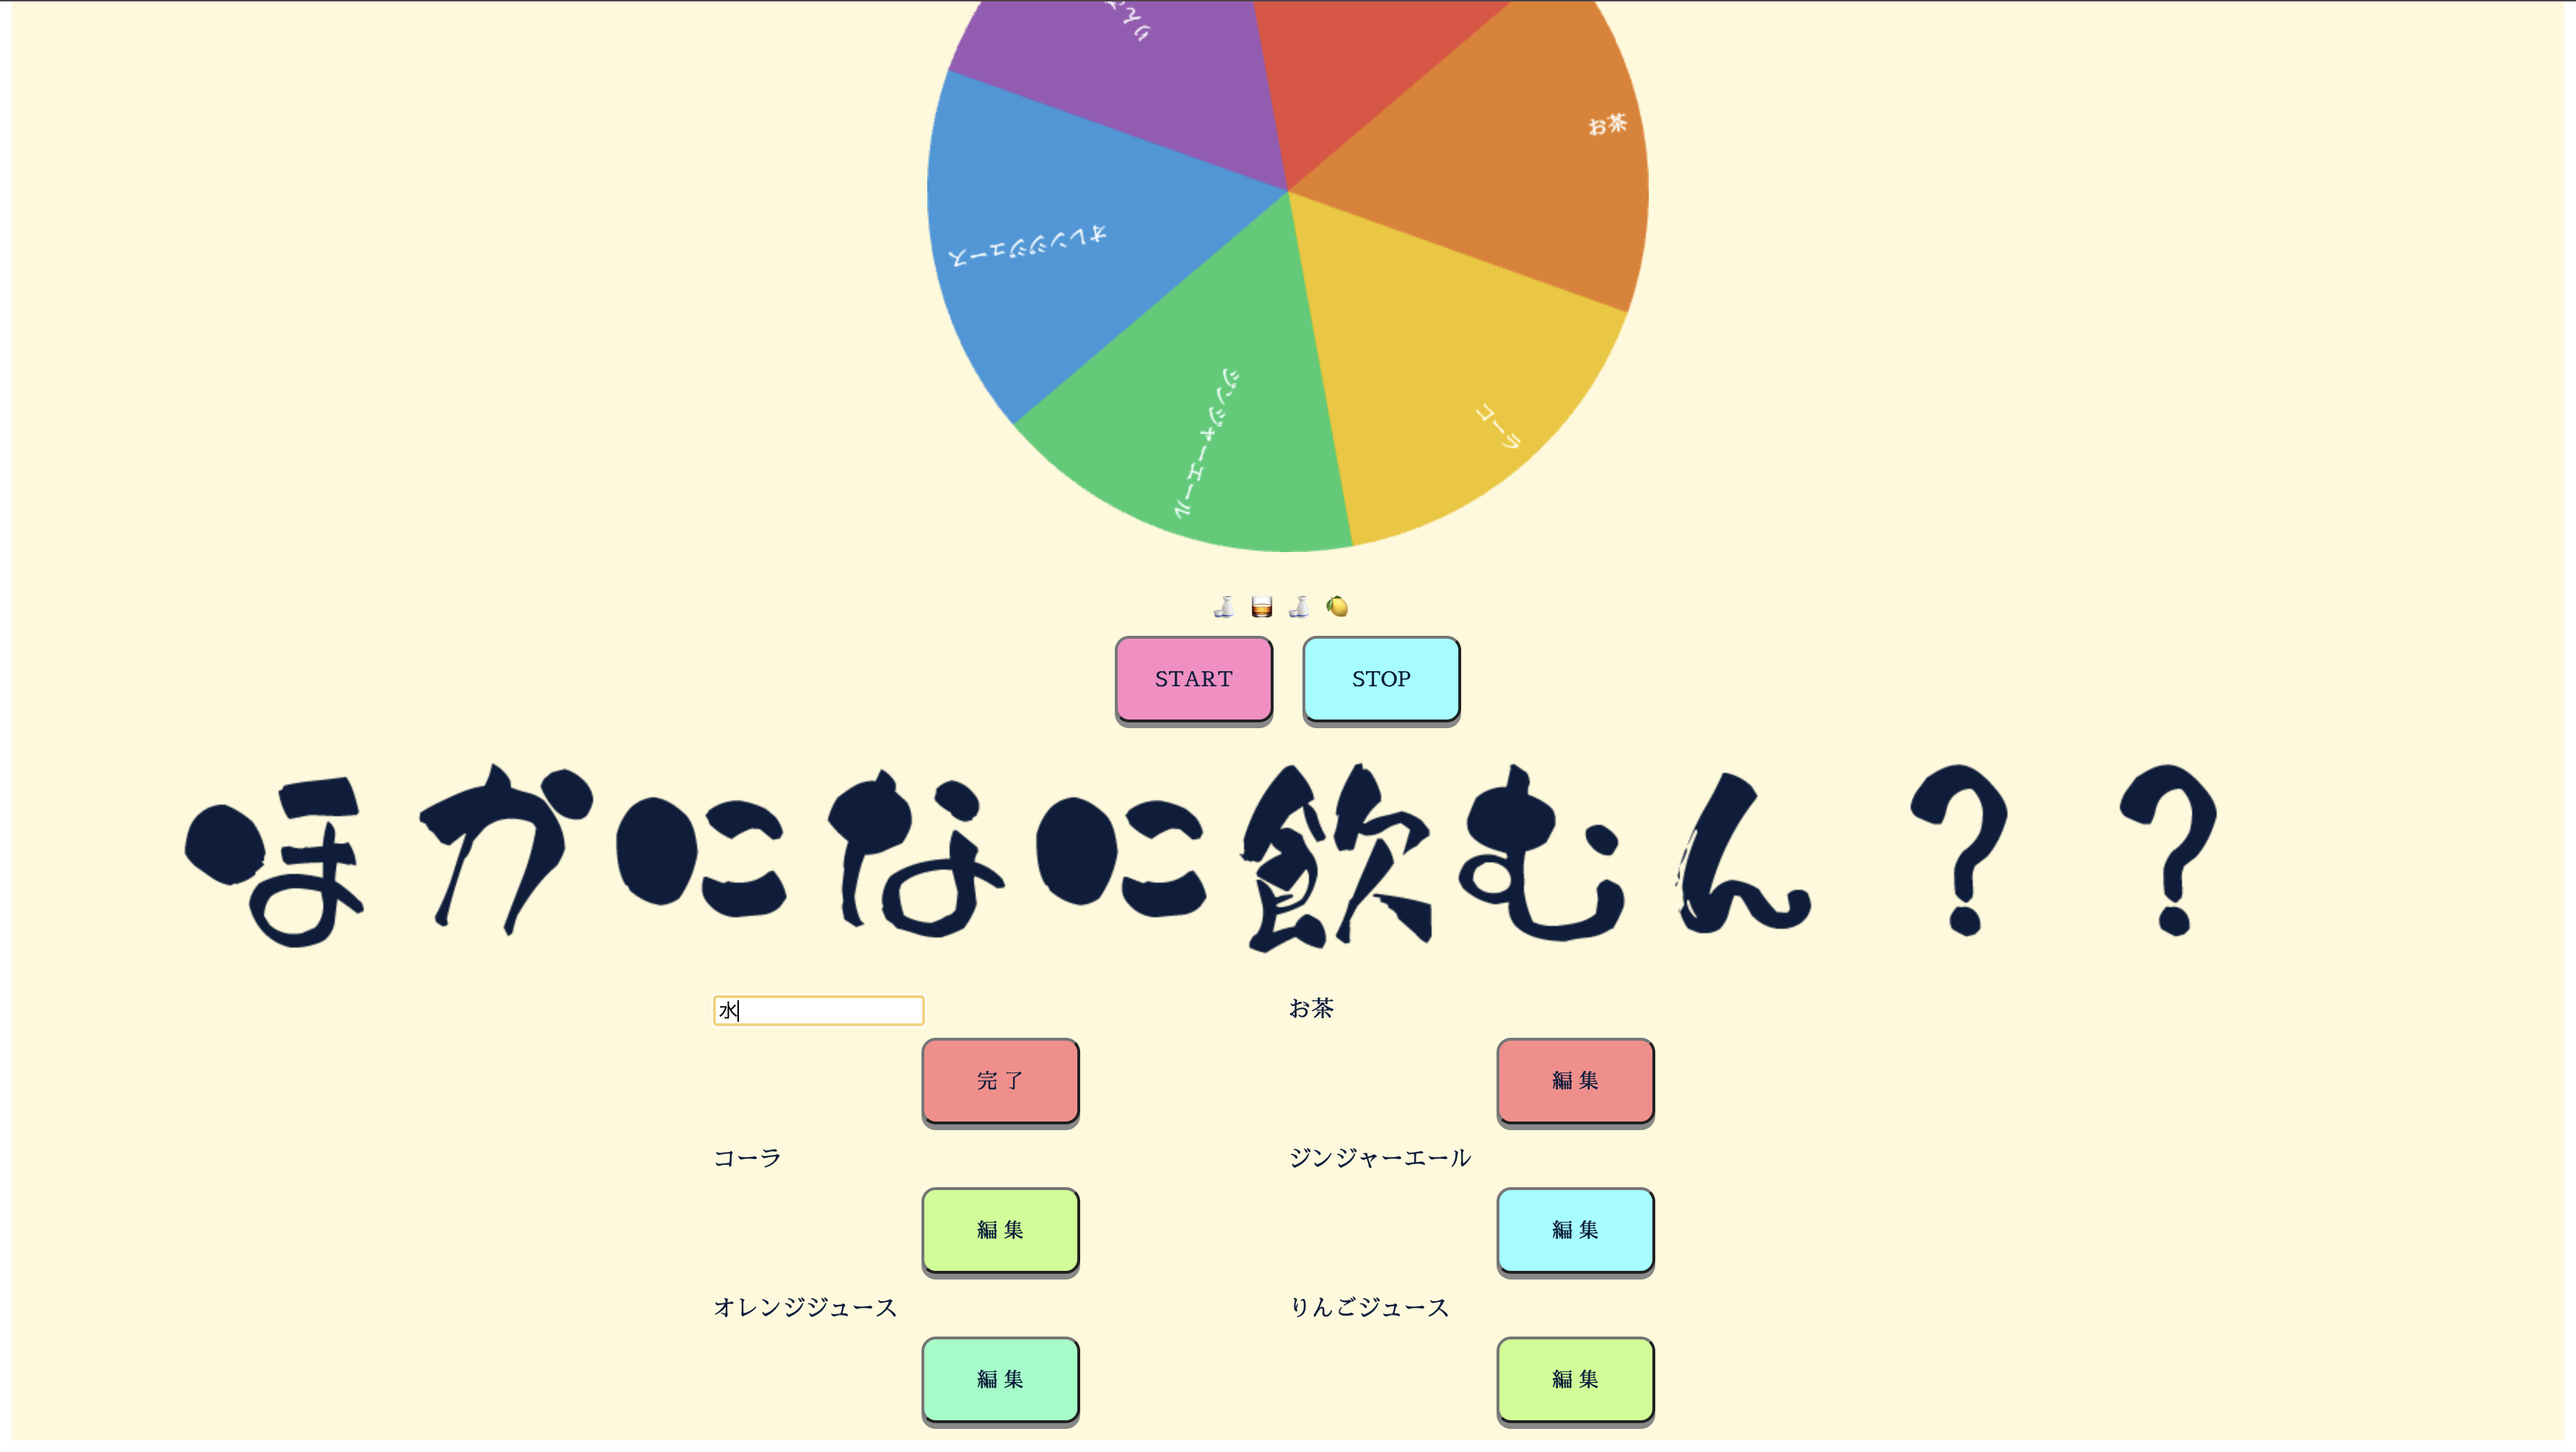 お茶
オレンジジュース
ジンジャーエール
コーラ
START
STOP
ほかになに飲むん??
水
お茶
完了
編集
コーラ
ジンジャーエール
編集
編集
オレンジジュース
りんごジュース
編集
編集